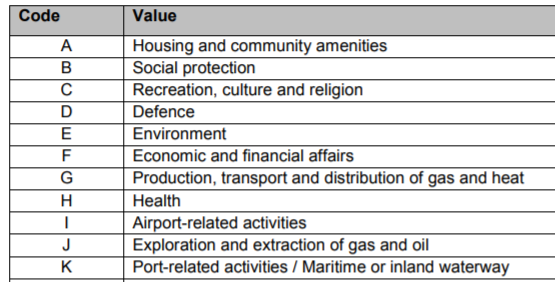 Code Value
A Housing and community amenities
B Social protection
C Recreation, culture and religion
D Defence
E Environment
F Economic and financial affairs
G Production, transport and distribution of gas and heat
H Health
I Airport-related activities
J Exploration and extraction of gas and oil
K Port-related activities / Maritime or inland waterway